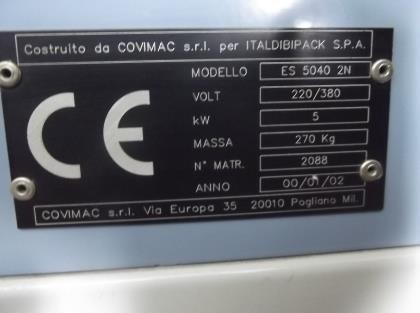 Costruito da COVIMAC s.r.l. per ITALDIBIPACK S.P.A.
CE
MODELLO ES 5040 2N
VOLT 220/380
kW 5
MASSA 270 Kg
N° MATR. 2088
ANNO 00/01/02
COVIMAC s.r.l. Via Europa 35 20010 Pogliano Mil.